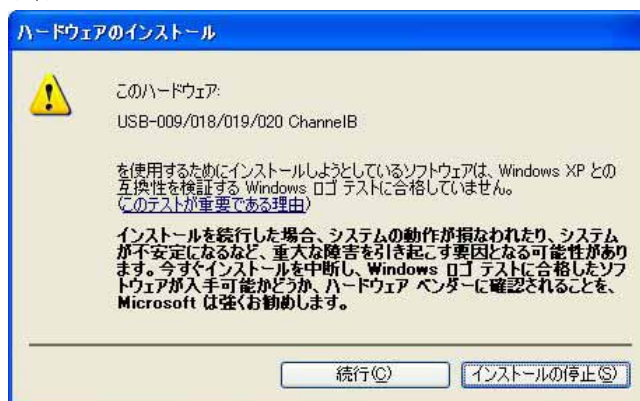 ハードウェアのインストール
このハードウェア:
USB-009/018/019/020 ChannelB
を使用するためにインストールしようとしているソフトウェアは、Windows XP との
互換性を検証する Windows ロゴ テストに合格していません。
(このテストが重要である理由)
インストールを続行した場合、システムの動作が損なわれたり、システム
が不安定になるなど、重大な障害を引き起こす要因となる可能性があり
ます。今すぐインストールを中断し、Windows ロゴ テストに合格したソフ
トウェアが入手可能かどうか、ハードウェア ベンダーに確認されることを、
Microsoft は強くお勧めします。
続行(C)
インストールの停止(S)